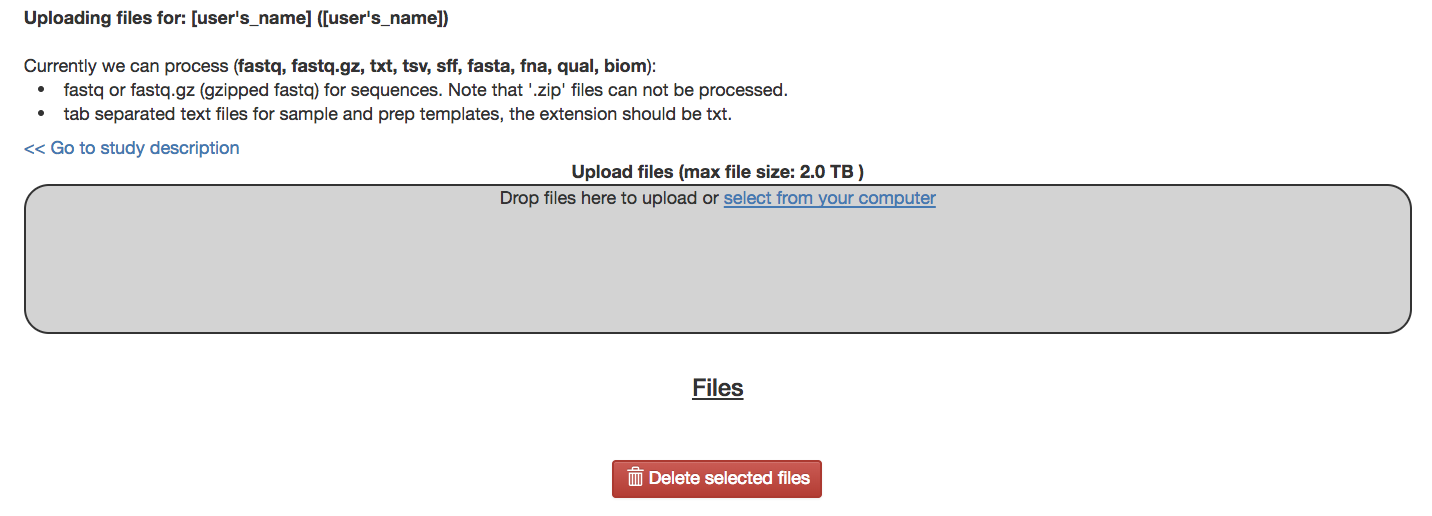 Uploading files for: [user's_name] ([user's_name])
Currently we can process (fastq, fastq.gz, txt, tsv, sff, fasta, fna, qual, biom):
• fastq or fastq.gz (gzipped fastq) for sequences. Note that '.zip' files can not be processed.
• tab separated text files for sample and prep templates, the extension should be txt.
<< Go to study description
Upload files (max file size: 2.0 TB )
Drop files here to upload or select from your computer
Files
Delete selected files